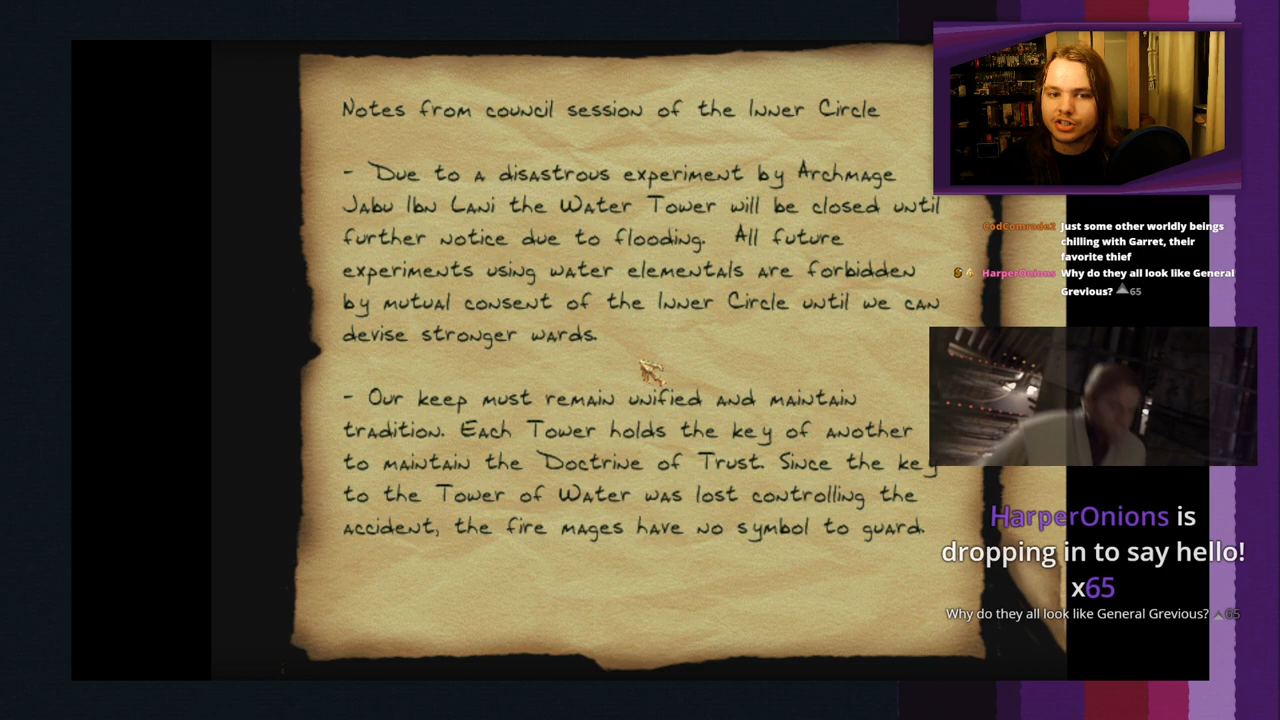 Notes from council session of the Inner Circle
- Due to a disastrous experiment by Archmage
Jabu Ibn Lani the Water Tower will be closed until
further notice due to flooding. All future
experiments using water elementals are forbidden
by mutual consent of the Inner Circle until we can
devise stronger wards.
- Our keep must remain unified and maintain
tradition. Each Tower holds the key of another
to maintain the Doctrine of Trust. Since the key
to the Tower of Water was lost controlling the
accident, the fire mages have no symbol to guard.
CodComrade2 Just some other worldly beings
chilling with Garret, their
favorite thief
6 HarperOnions Why do they all look like General
Grevious? 65
HarperOnions is
dropping in to say hello!
x65
Why do they all look like General Grevious? 65